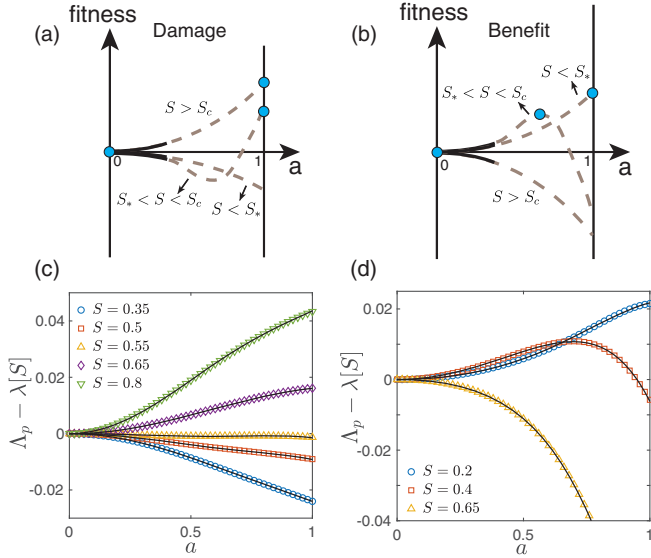 (a)
fitness
Damage
S > S_c
0
1
a
S_* < S < S_c
S < S_*
(b)
fitness
Benefit
S_* < S < S_c
S < S_*
0
1
a
S > S_c
(c)
Λ_p − λ[S]
0.04
0.02
0
-0.02
S = 0.35
S = 0.5
S = 0.55
S = 0.65
S = 0.8
0
0.5
1
a
(d)
Λ_p − λ[S]
0.02
0
-0.02
-0.04
S = 0.2
S = 0.4
S = 0.65
0
0.5
1
a